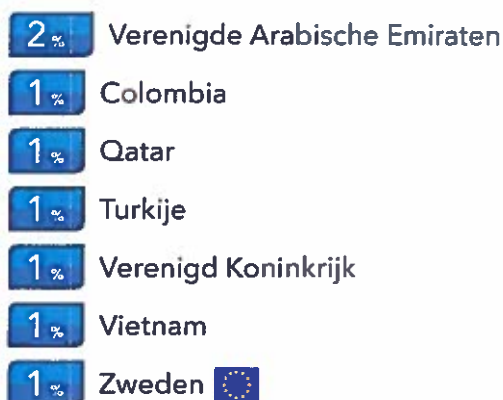 2% Verenigde Arabische Emiraten
1% Colombia
1% Qatar
1% Turkije
1% Verenigd Koninkrijk
1% Vietnam
1% Zweden